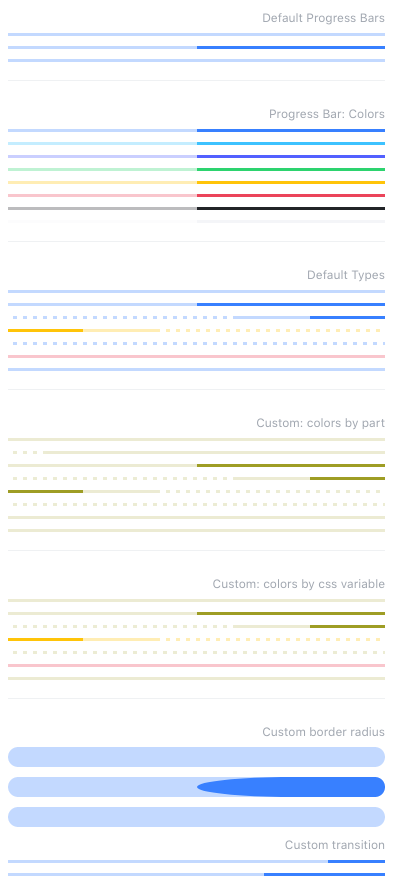 Default Progress Bars
Progress Bar: Colors
Default Types
Custom: colors by part
Custom: colors by css variable
Custom border radius
Custom transition